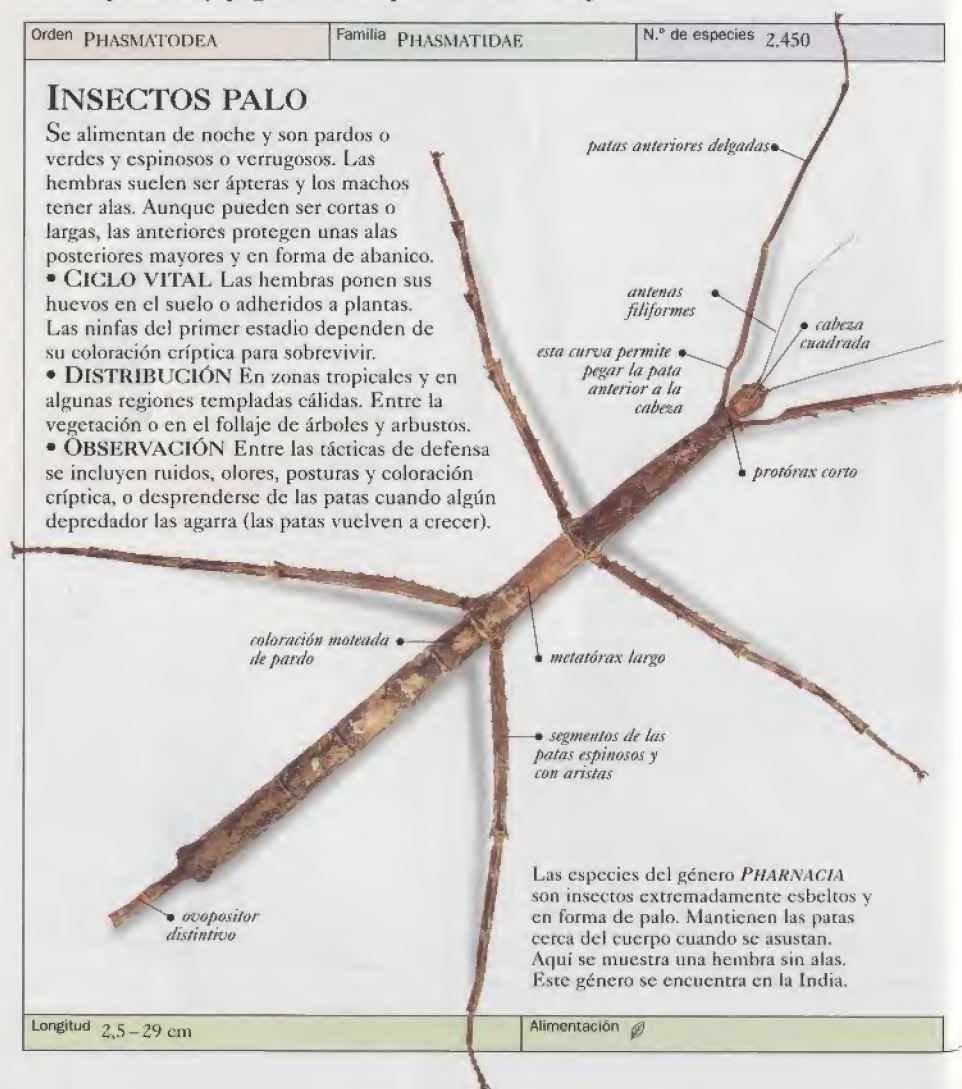 Orden PHASMATODEA
Familia PHASMATIDAE
N.º de especies 2.450
INSECTOS PALO
Se alimentan de noche y son pardos o
verdes y espinosos o verrugosos. Las
hembras suelen ser ápteras y los machos
tener alas. Aunque pueden ser cortas o
largas, las anteriores protegen unas alas
posteriores mayores y en forma de abanico.
• CICLO VITAL Las hembras ponen sus
huevos en el suelo o adheridos a plantas.
Las ninfas del primer estadio dependen de
su coloración críptica para sobrevivir.
• DISTRIBUCIÓN En zonas tropicales y en
algunas regiones templadas cálidas. Entre la
vegetación o en el follaje de árboles y arbustos.
• OBSERVACIÓN Entre las tácticas de defensa
se incluyen ruidos, olores, posturas y coloración
críptica, o desprenderse de las patas cuando algún
depredador las agarra (las patas vuelven a crecer).
patas anteriores delgadas
antenas
filiformes
cabeza
cuadrada
esta curva permite
pegar la pata
anterior a la
cabeza
protórax corto
coloración moteada
de pardo
metatórax largo
segmentos de las
patas espinosos y
con aristas
ovopositor
distintivo
Las especies del género PHARNACIA
son insectos extremadamente esbeltos y
en forma de palo. Mantienen las patas
cerca del cuerpo cuando se asustan.
Aquí se muestra una hembra sin alas.
Este género se encuentra en la India.
Longitud 2,5–29 cm
Alimentación